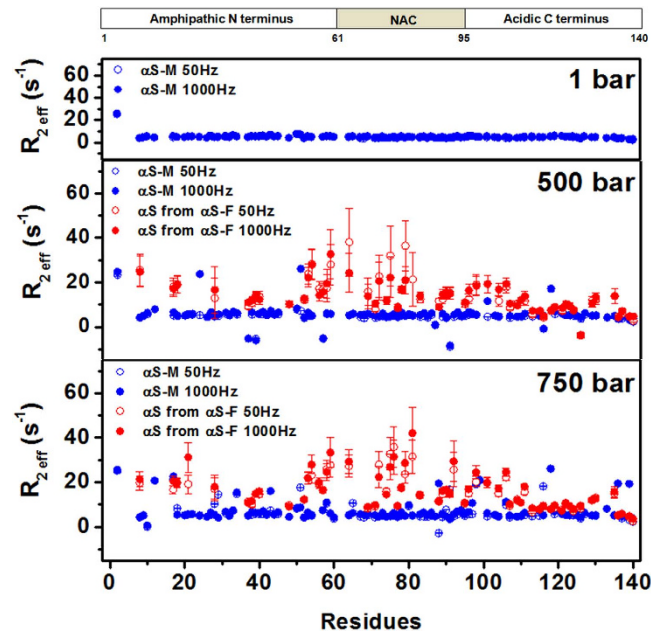 Amphipathic N terminus NAC Acidic C terminus
1 61 95 140
60
40
20
0
R2 eff (s-1)
αS-M 50Hz
αS-M 1000Hz
1 bar
60
40
20
0
R2 eff (s-1)
αS-M 50Hz
αS-M 1000Hz
αS from αS-F 50Hz
αS from αS-F 1000Hz
500 bar
60
40
20
0
R2 eff (s-1)
αS-M 50Hz
αS-M 1000Hz
αS from αS-F 50Hz
αS from αS-F 1000Hz
750 bar
0 20 40 60 80 100 120 140
Residues